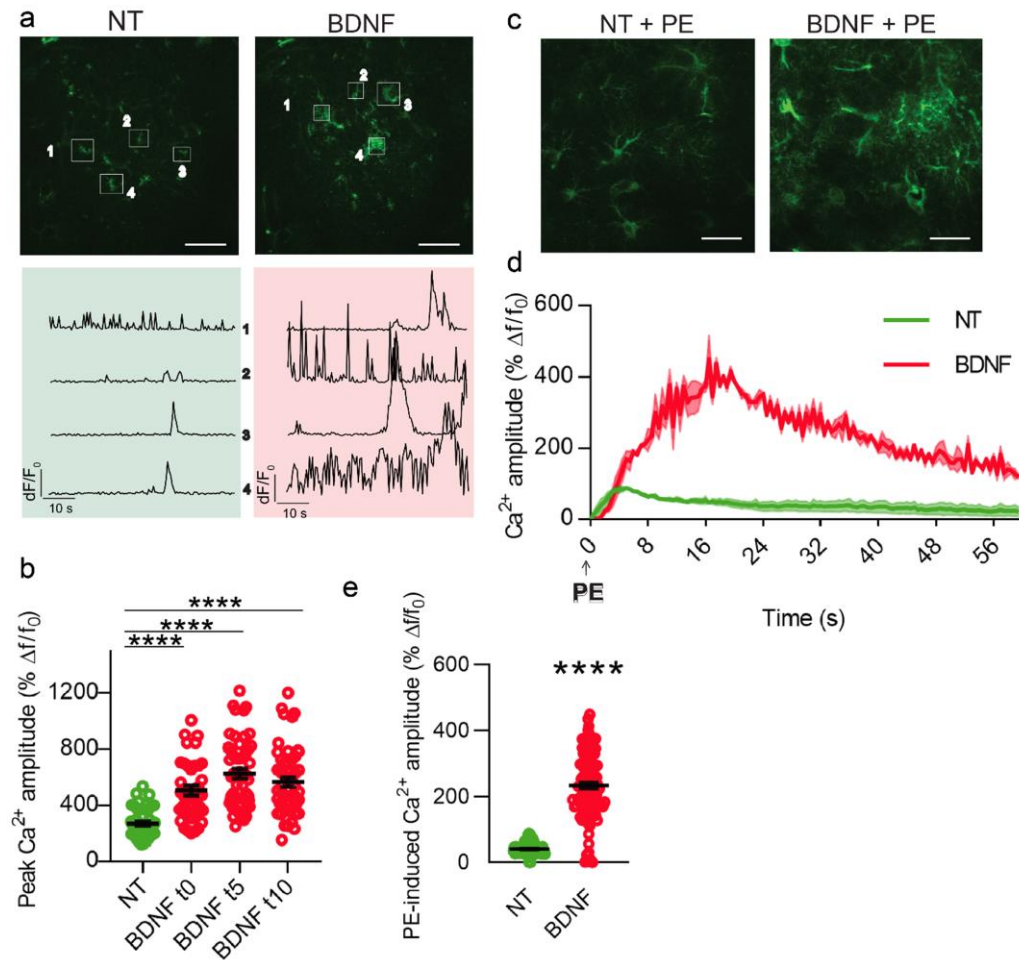 a
NT
BDNF
1
2
3
4
1
2
3
4
1
2
3
4
dF/F0
10 s
dF/F0
10 s
b
Peak Ca2+ amplitude (% Δf/f0)
****
****
****
1200
800
400
0
NT
BDNF t0
BDNF t5
BDNF t10
c
NT + PE
BDNF + PE
d
Ca2+ amplitude (% Δf/f0)
600
400
200
0
NT
BDNF
0
8
16
24
32
40
48
56
↑
PE
Time (s)
e
PE-induced Ca2+ amplitude (% Δf/f0)
600
400
200
0
****
NT
BDNF